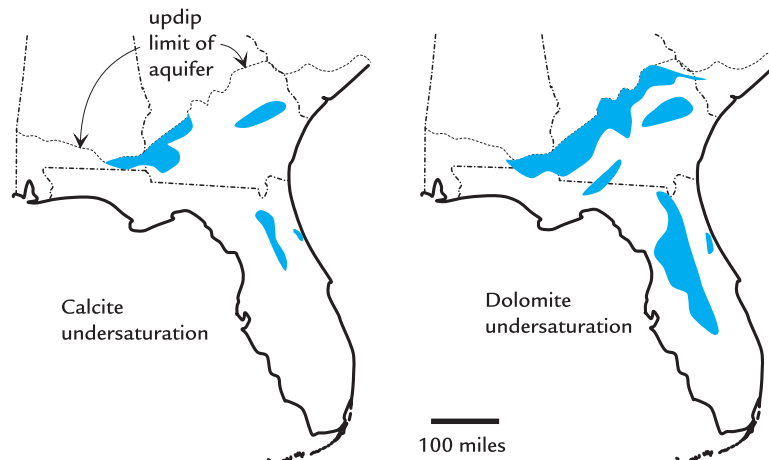 updip
limit of
aquifer
Calcite
undersaturation
Dolomite
undersaturation
100 miles